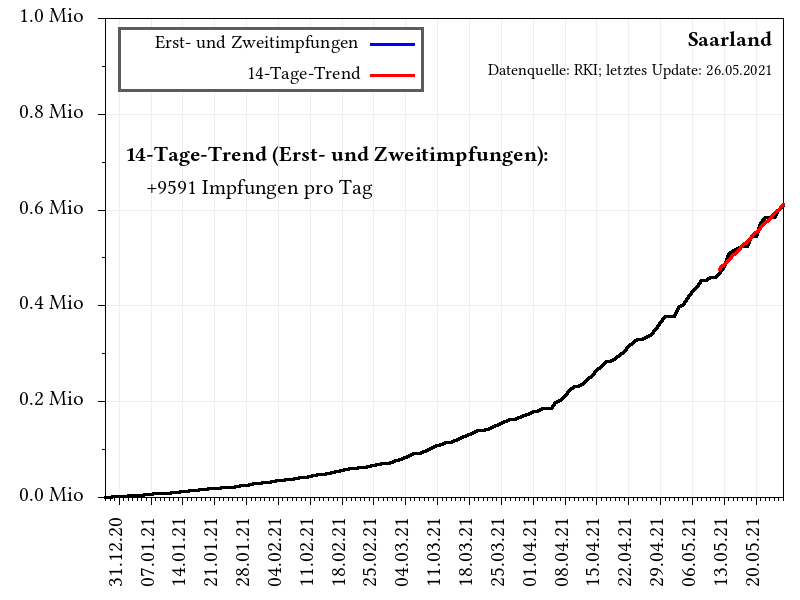 1.0 Mio
0.8 Mio
0.6 Mio
0.4 Mio
0.2 Mio
0.0 Mio
Erst- und Zweitimpfungen
14-Tage-Trend
Saarland
Datenquelle: RKI; letztes Update: 26.05.2021
14-Tage-Trend (Erst- und Zweitimpfungen):
+9591 Impfungen pro Tag
31.12.20
07.01.21
14.01.21
21.01.21
28.01.21
04.02.21
11.02.21
18.02.21
25.02.21
04.03.21
11.03.21
18.03.21
25.03.21
01.04.21
08.04.21
15.04.21
22.04.21
29.04.21
06.05.21
13.05.21
20.05.21